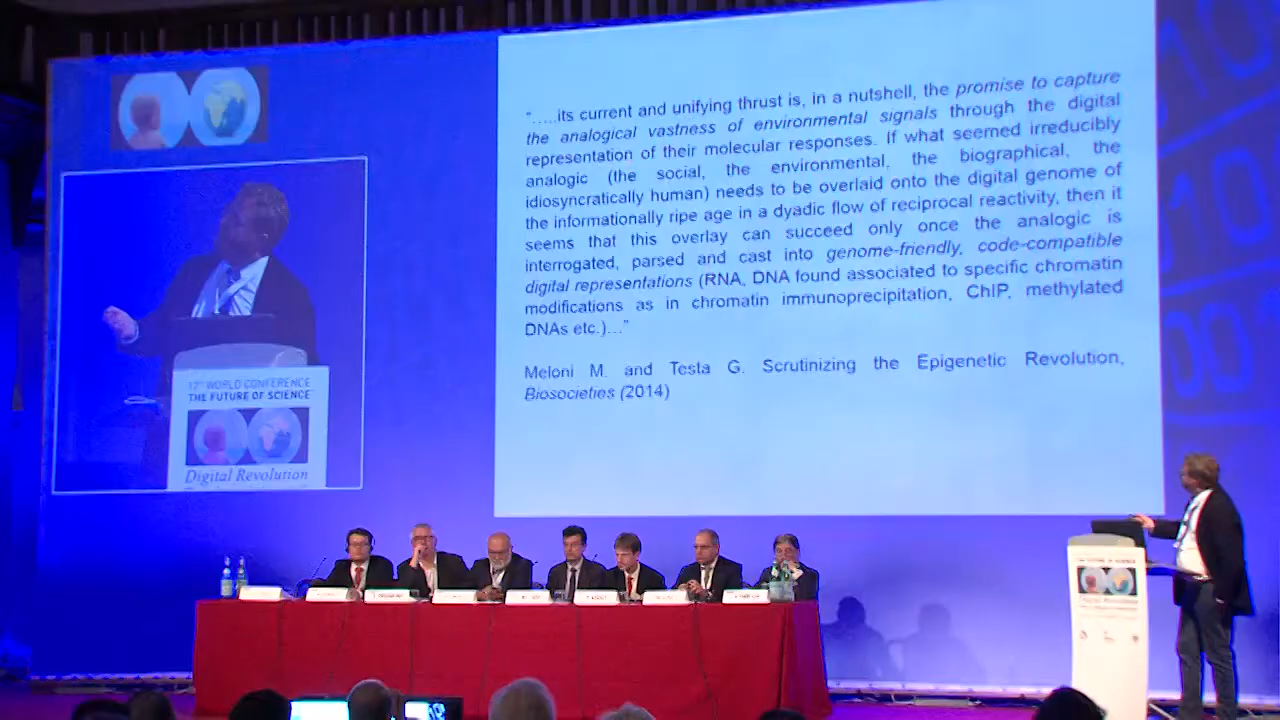 "…..its current and unifying thrust is, in a nutshell, the promise to capture
the analogical vastness of environmental signals through the digital
representation of their molecular responses. If what seemed irreducibly
analogic (the social, the environmental, the biographical, the
idiosyncratically human) needs to be overlaid onto the digital genome of
the informationally ripe age in a dyadic flow of reciprocal reactivity, then it
seems that this overlay can succeed only once the analogic is
interrogated, parsed and cast into genome-friendly, code-compatible
digital representations (RNA, DNA found associated to specific chromatin
modifications as in chromatin immunoprecipitation, ChIP, methylated
DNAs etc.)…"
Meloni M. and Testa G. Scrutinizing the Epigenetic Revolution,
Biosocieties (2014)
WORLD CONFERENCE
THE FUTURE OF SCIENCE
Digital Revolution
THE FUTURE OF SCIENCE